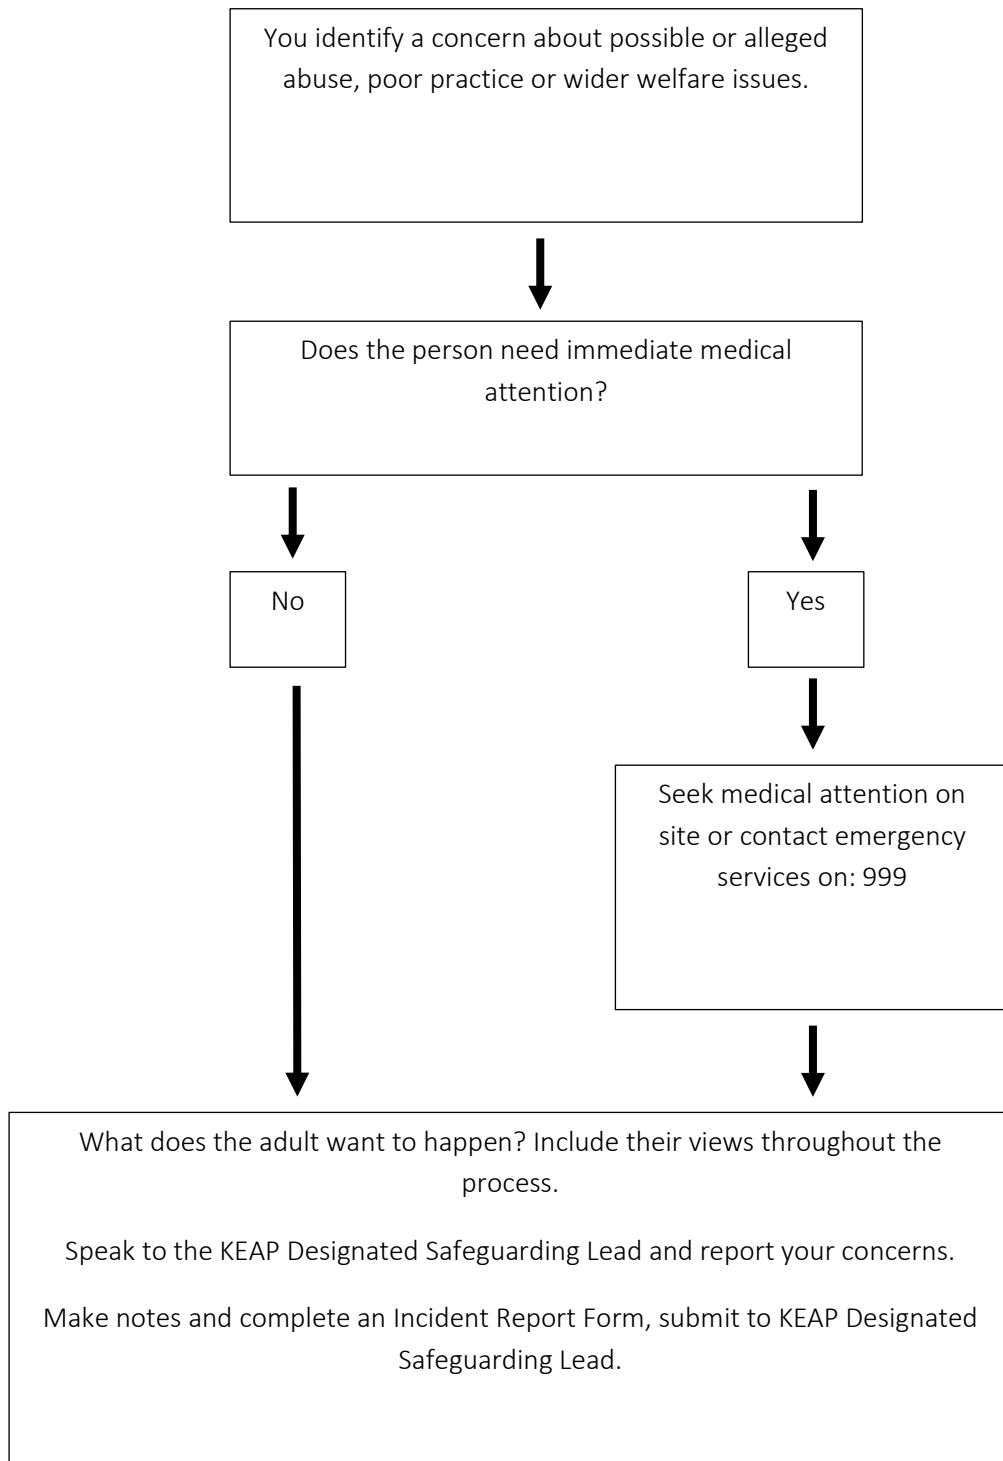 You identify a concern about possible or alleged
abuse, poor practice or wider welfare issues.
Does the person need immediate medical
attention?
No
Yes
Seek medical attention on
site or contact emergency
services on: 999
What does the adult want to happen? Include their views throughout the
process.
Speak to the KEAP Designated Safeguarding Lead and report your concerns.
Make notes and complete an Incident Report Form, submit to KEAP Designated
Safeguarding Lead.